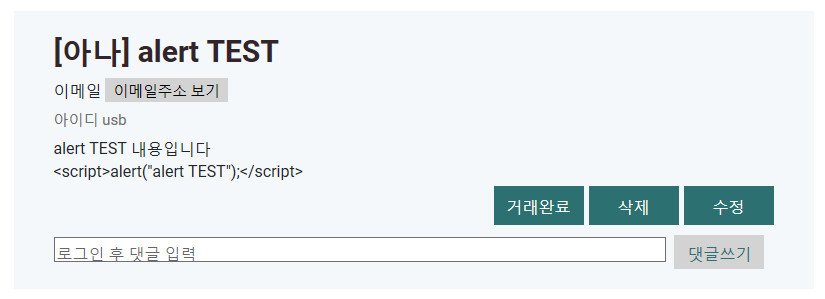 [아나] alert TEST
이메일 이메일주소 보기
아이디 usb
alert TEST 내용입니다
<script>alert("alert TEST");</script>
거래완료 삭제 수정
로그인 후 댓글 입력 댓글쓰기